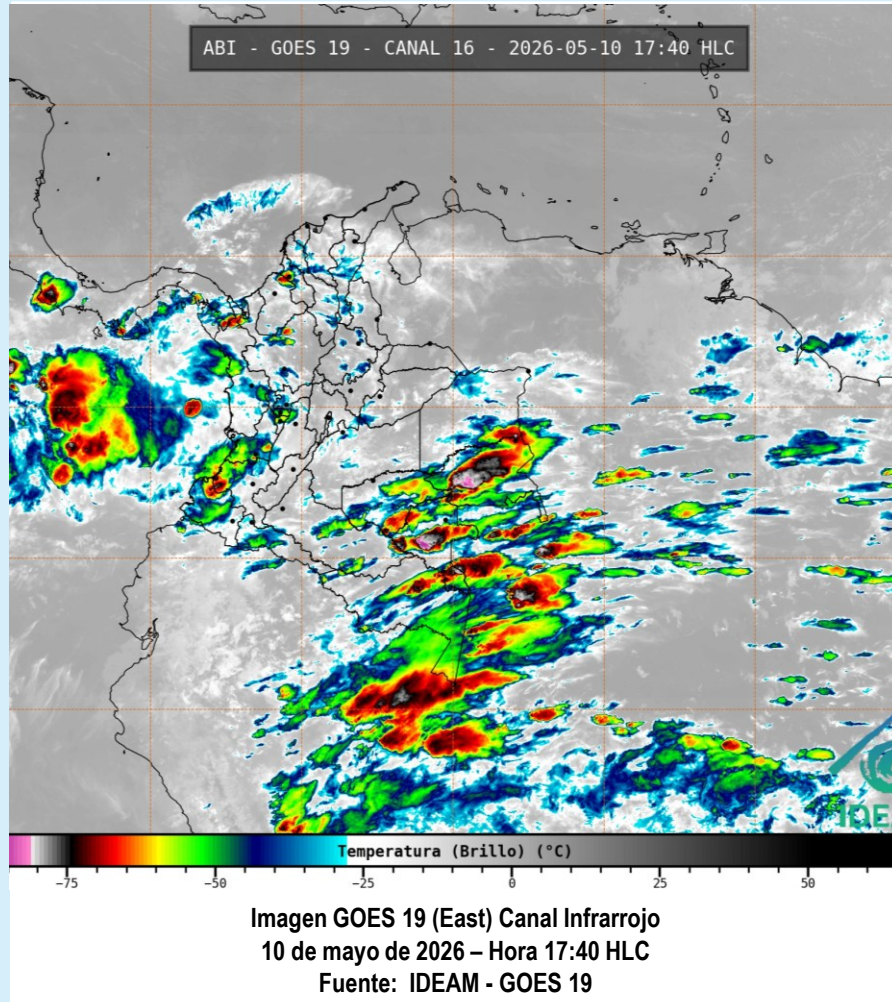 ABI - GOES 19 - CANAL 16 - 2026-05-10 17:40 HLC
IDE
Temperatura (Brillo) (°C)
−75 −50 −25 0 25 50
Imagen GOES 19 (East) Canal Infrarrojo
10 de mayo de 2026 – Hora 17:40 HLC
Fuente: IDEAM - GOES 19